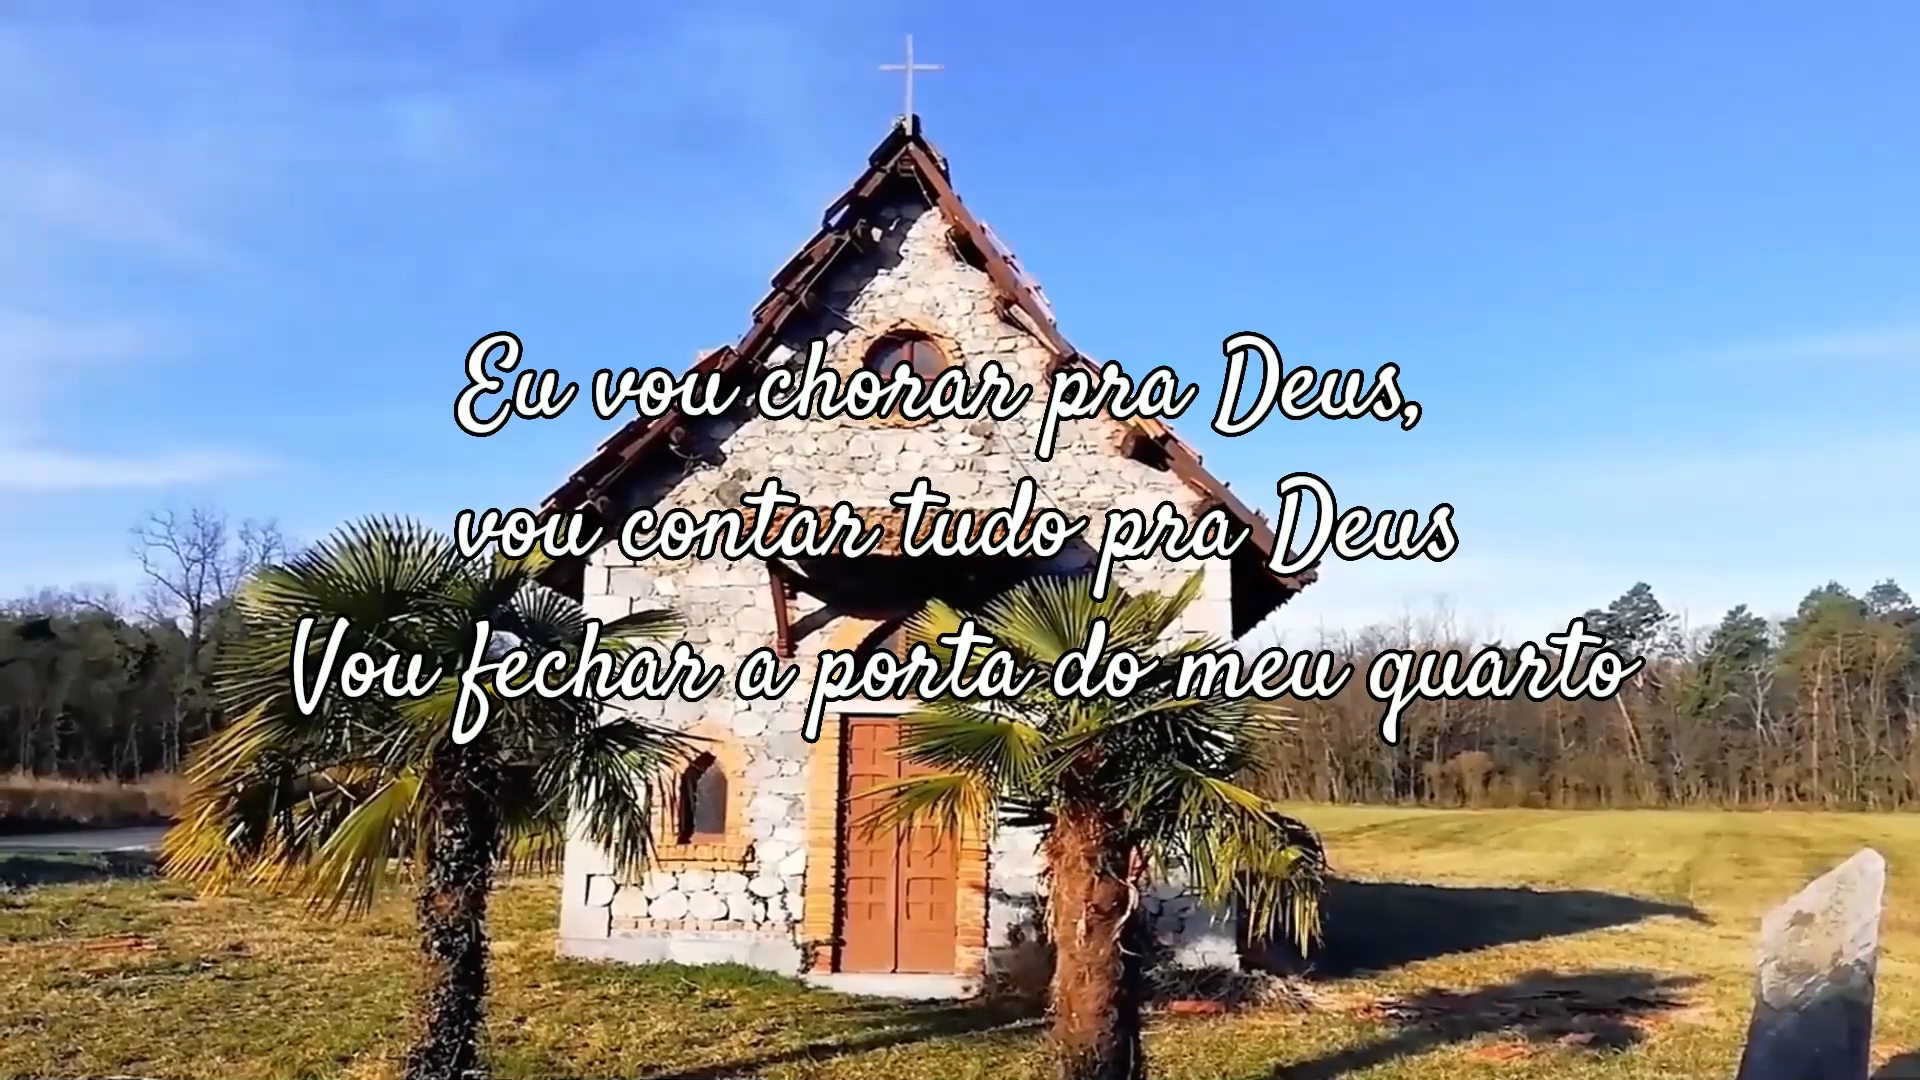 Eu vou chorar pra Deus,
vou contar tudo pra Deus
Vou fechar a porta do meu quarto